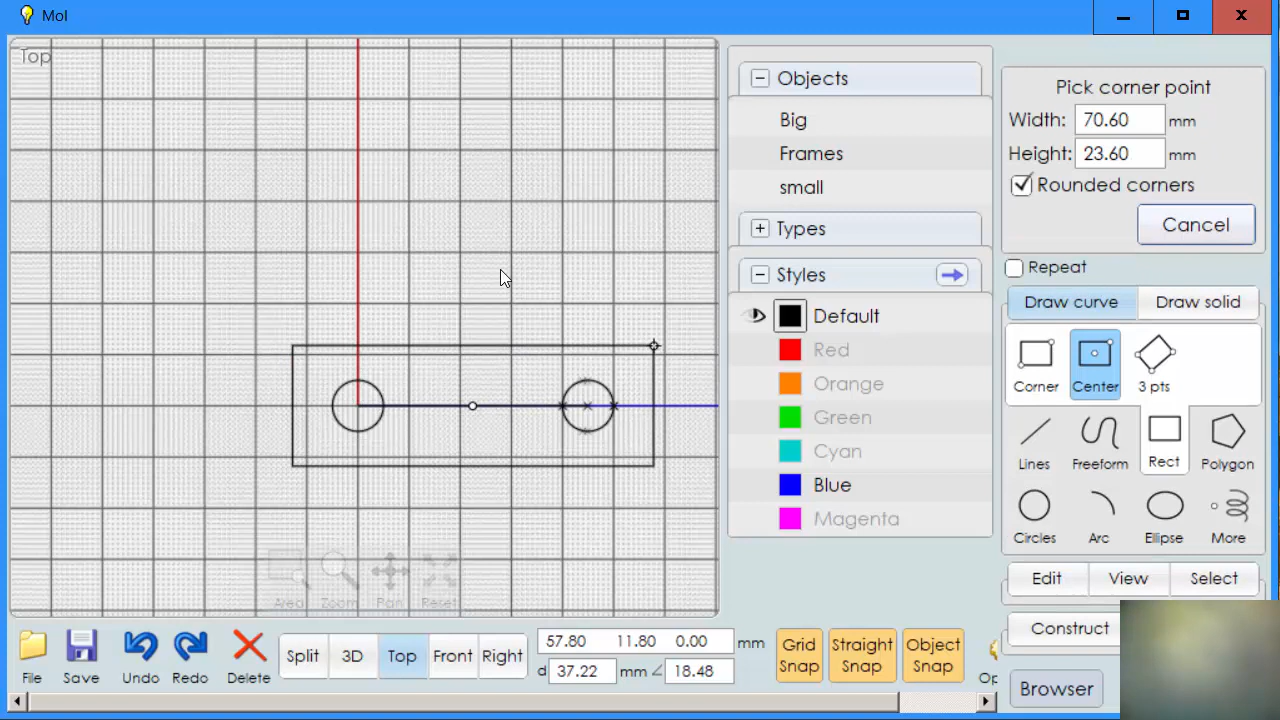 MoI
Top
Area Zoom Pan Reset
Objects
Big
Frames
small
Types
Styles
Default
Red
Orange
Green
Cyan
Blue
Magenta
Pick corner point
Width: 70.60 mm
Height: 23.60 mm
Rounded corners
Cancel
Repeat
Draw curve Draw solid
Corner Center 3 pts
Lines Freeform Rect Polygon
Circles Arc Ellipse More
Edit View Select
Construct
Browser
File Save Undo Redo Delete
Split 3D Top Front Right
57.80 11.80 0.00 mm
d 37.22 mm ∠ 18.48
Grid Snap
Straight Snap
Object Snap